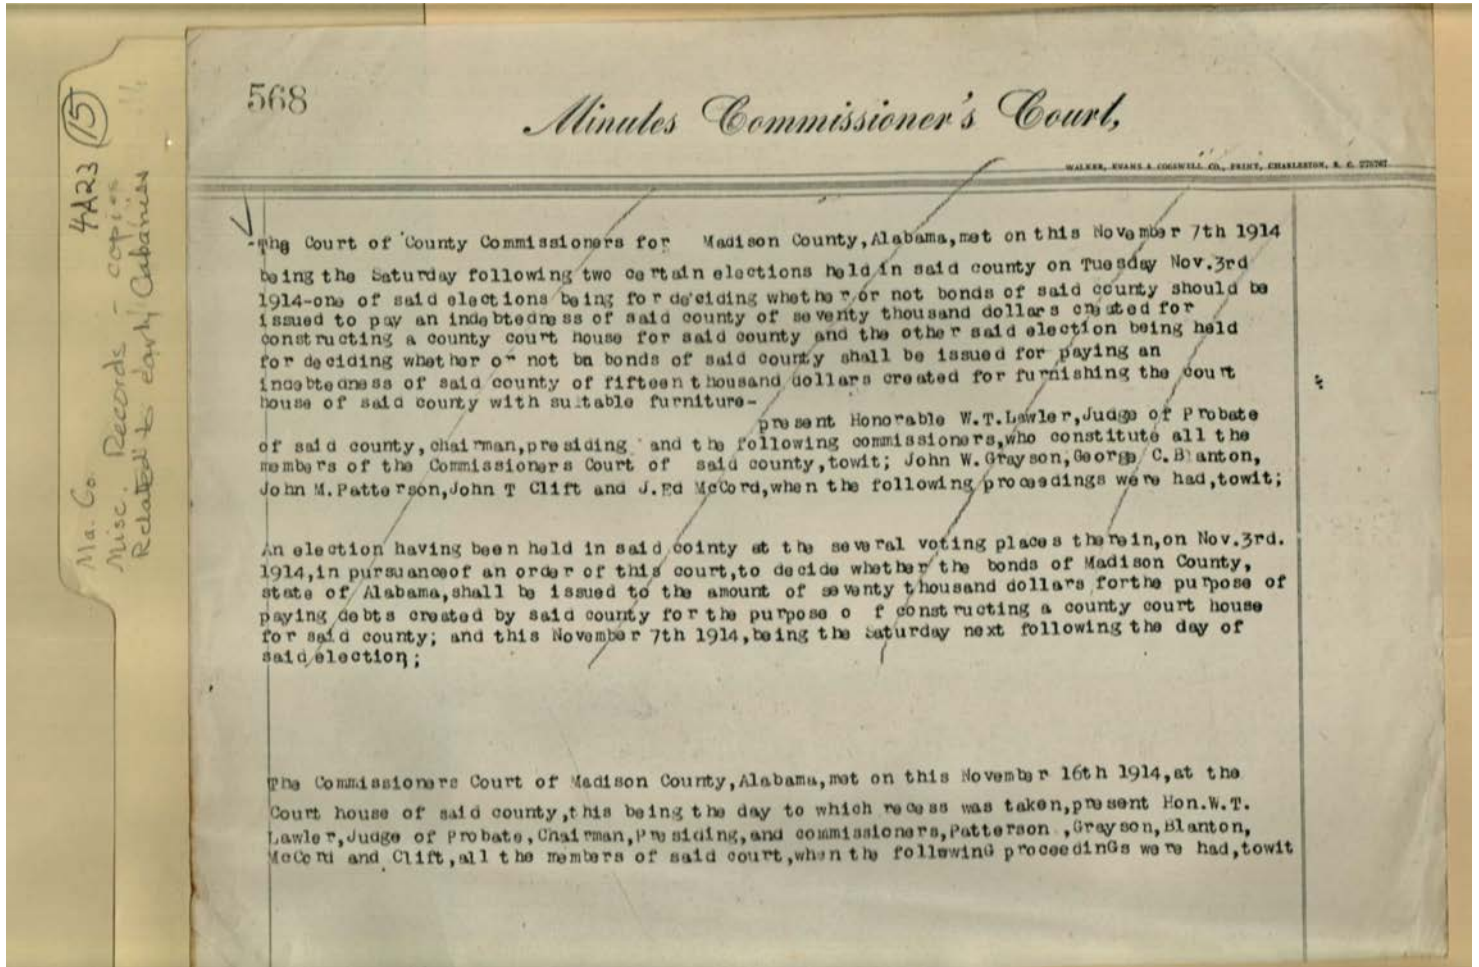 568
Minutes Commissioner's Court,
WALKER, EVANS & COGSWELL CO., PRINT, CHARLESTON, S. C.
The Court of County Commissioners for Madison County,Alabama,met on this November 7th 1914
being the Saturday following two certain elections held in said county on Tuesday Nov.3rd
1914-one of said elections being for deciding whether or not bonds of said county should be
issued to pay an indebtedness of said county of seventy thousand dollars created for
constructing a county court house for said county and the other said election being held
for deciding whether or not bn bonds of said county shall be issued for paying an
indebtedness of said county of fifteen thousand dollars created for furnishing the court
house of said county with suitable furniture-
present Honorable W.T.Lawler,Judge of Probate
of said county,chairman,presiding and the following commissioners,who constitute all the
members of the Commissioners Court of said county,towit; John W.Grayson,George C.Blanton,
John M.Patterson,John T Clift and J.Ed McCord,when the following proceedings were had,towit;
An election having been held in said cointy at the several voting places therein,on Nov.3rd.
1914,in pursuanceof an order of this court,to decide whether the bonds of Madison County,
state of Alabama,shall be issued to the amount of seventy thousand dollars forthe purpose of
paying debts created by said county for the purpose o f constructing a county court house
for said county; and this November 7th 1914,being the Saturday next following the day of
said election;
The Commissioners Court of Madison County,Alabama,met on this November 16th 1914,at the
Court house of said county,this being the day to which recess was taken,present Hon.W.T.
Lawler,Judge of Probate,Chairman,Presiding,and commissioners,Patterson ,Grayson,Blanton,
McCord and Clift,all the members of said court,when the followinG proceedinGs were had,towit
4A23 (15)
Ma. Co.
Misc. Records - copies
Related to early Cabaniss